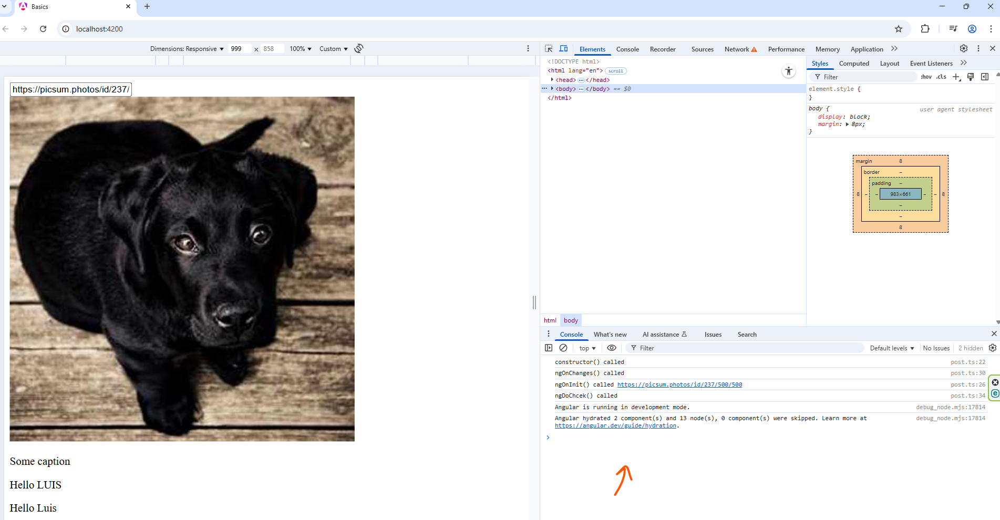 Basics
localhost:4200
Dimensions: Responsive 999 × 858 100% Custom
Elements Console Recorder Sources Network Performance Memory Application
https://picsum.photos/id/237/
<!DOCTYPE html>
<html lang="en"> scroll
<head> ... </head>
... <body> ... </body> == $0
</html>
html body
Styles Computed Layout Event Listeners
Filter :hov .cls
element.style {
}
body { user agent stylesheet
display: block;
margin: 8px;
}
margin 8
border –
padding –
8 – – 983×661 – – 8
–
–
8
Console What's new AI assistance Issues Search
top Filter Default levels No Issues 2 hidden
constructor() called post.ts:22
ngOnChanges() called post.ts:30
ngOnInit() called https://picsum.photos/id/237/500/500 post.ts:26
ngDoChcek() called post.ts:34
Angular is running in development mode. debug_node.mjs:17814
Angular hydrated 2 component(s) and 13 node(s), 0 component(s) were skipped. Learn more at debug_node.mjs:17814
https://angular.dev/guide/hydration.
Some caption
Hello LUIS
Hello Luis